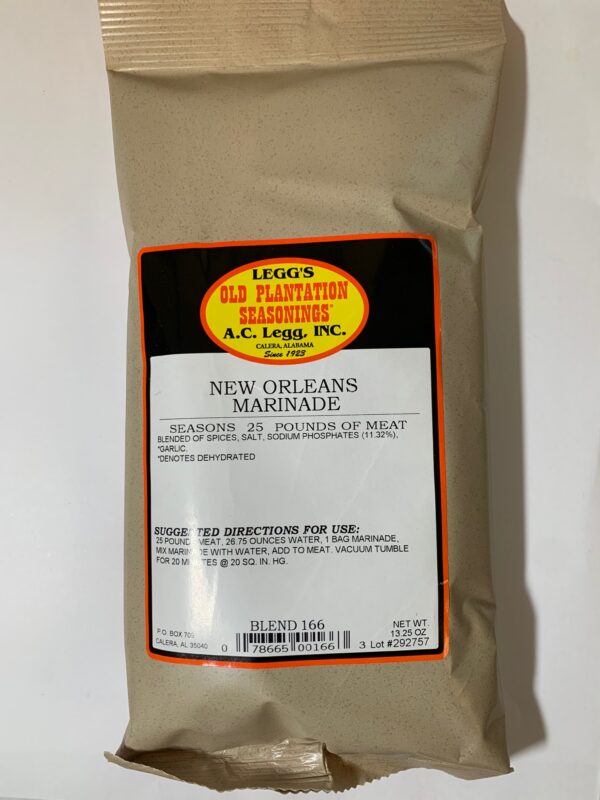 LEGG'S
OLD PLANTATION
SEASONINGS®
A.C. Legg, INC.
CALERA, ALABAMA
Since 1923
NEW ORLEANS
MARINADE
SEASONS 25 POUNDS OF MEAT
BLENDED OF SPICES, SALT, SODIUM PHOSPHATES (11.32%),
*GARLIC.
*DENOTES DEHYDRATED
SUGGESTED DIRECTIONS FOR USE:
25 POUNDS MEAT, 26.75 OUNCES WATER, 1 BAG MARINADE,
MIX MARINADE WITH WATER, ADD TO MEAT. VACUUM TUMBLE
FOR 20 MINUTES @ 20 SQ. IN. HG.
BLEND 166
P.O. BOX 709
CALERA, AL 35040
0 78665 00166 3
NET WT.
13.25 OZ
Lot #292757